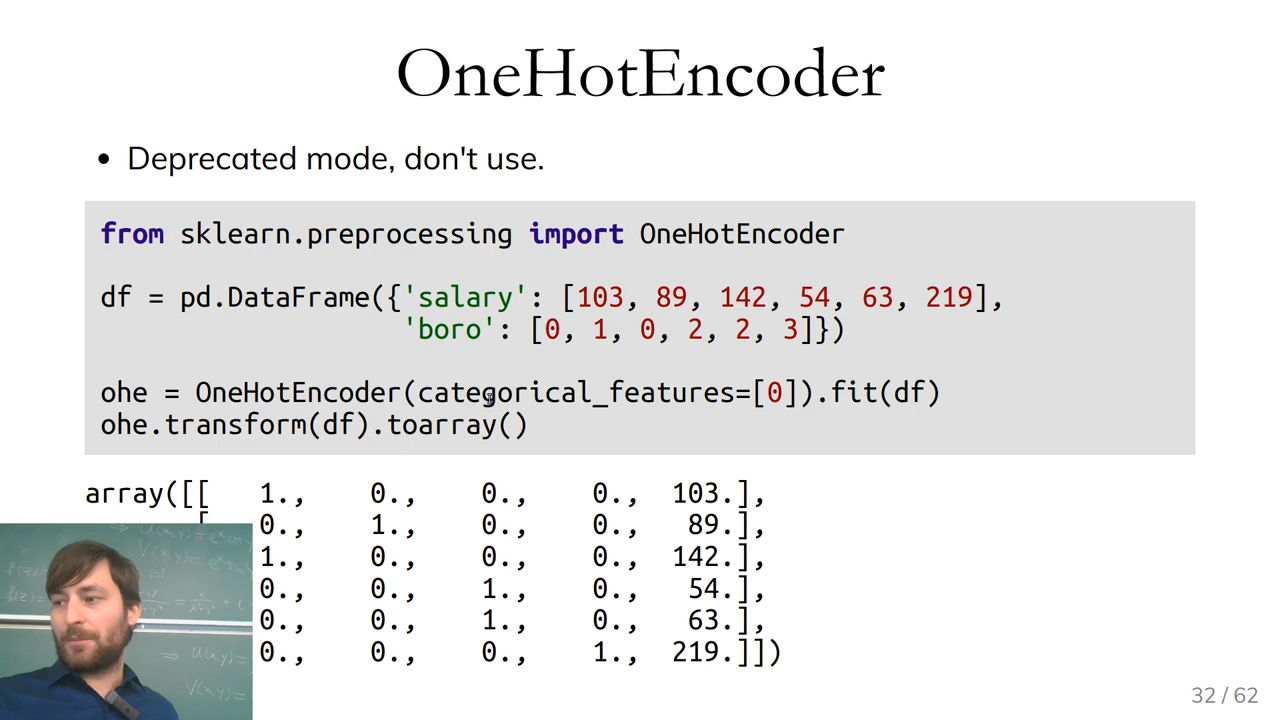 OneHotEncoder
• Deprecated mode, don't use.
from sklearn.preprocessing import OneHotEncoder
df = pd.DataFrame({'salary': [103, 89, 142, 54, 63, 219],
'boro': [0, 1, 0, 2, 2, 3]})
ohe = OneHotEncoder(categorical_features=[0]).fit(df)
ohe.transform(df).toarray()
array([[ 1., 0., 0., 0., 103.],
[ 0., 1., 0., 0., 89.],
1., 0., 0., 0., 142.],
0., 0., 1., 0., 54.],
0., 0., 1., 0., 63.],
0., 0., 0., 1., 219.]])
32 / 62